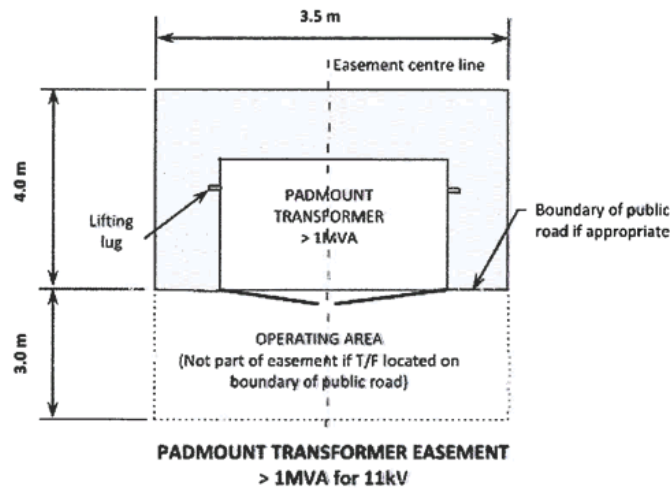 3.5 m
Easement centre line
4.0 m
PADMOUNT
TRANSFORMER
> 1MVA
Lifting
lug
Boundary of public
road if appropriate
3.0 m
OPERATING AREA
(Not part of easement if T/F located on
boundary of public road)
PADMOUNT TRANSFORMER EASEMENT
> 1MVA for 11kV